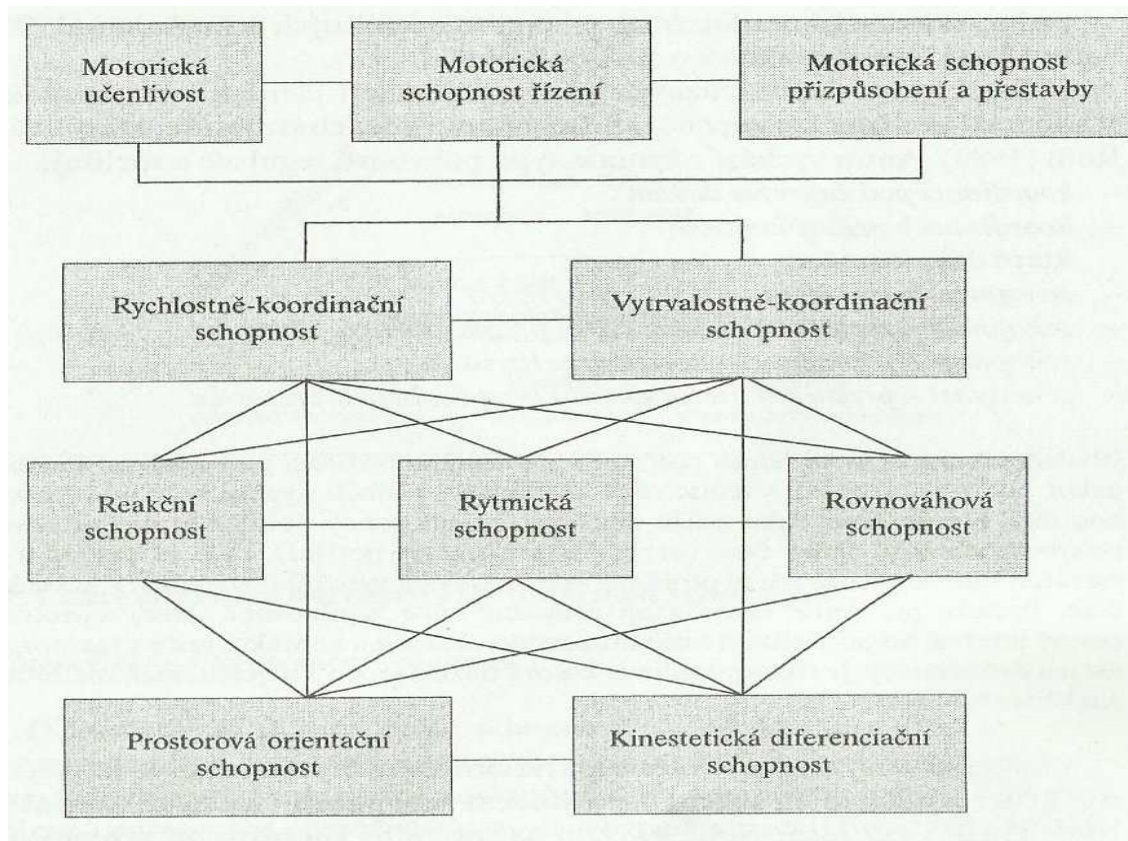 Motorická
učenlivost
Motorická
schopnost řízení
Motorická schopnost
přizpůsobení a přestavby
Rychlostně-koordinační
schopnost
Vytrvalostně-koordinační
schopnost
Reakční
schopnost
Rytmická
schopnost
Rovnováhová
schopnost
Prostorová orientační
schopnost
Kinestetická diferenciační
schopnost